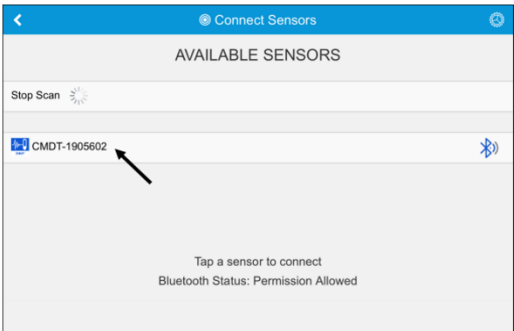 Connect Sensors
AVAILABLE SENSORS
Stop Scan
CMDT-1905602
Tap a sensor to connect
Bluetooth Status: Permission Allowed